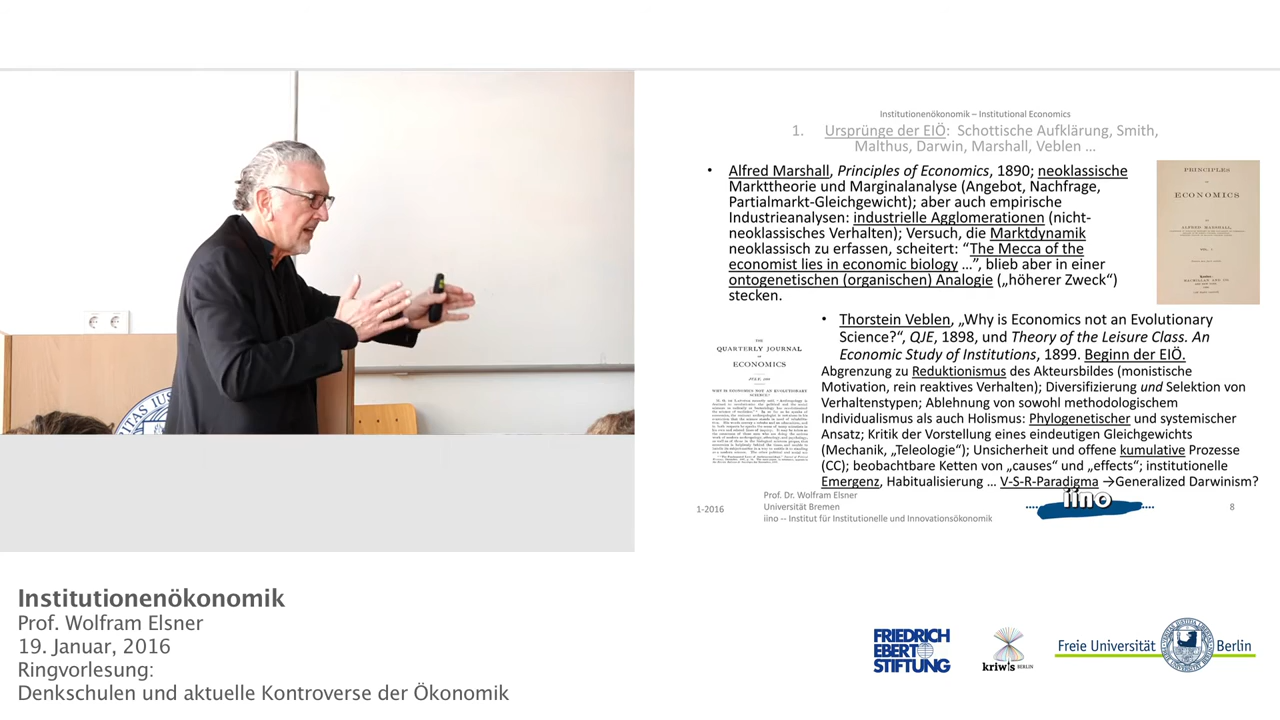 Institutionenökonomik – Institutional Economics
1. Ursprünge der EIÖ: Schottische Aufklärung, Smith,
Malthus, Darwin, Marshall, Veblen ...
• Alfred Marshall, Principles of Economics, 1890; neoklassische
Markttheorie und Marginalanalyse (Angebot, Nachfrage,
Partialmarkt-Gleichgewicht); aber auch empirische
Industrieanalysen: industrielle Agglomerationen (nicht-
neoklassisches Verhalten); Versuch, die Marktdynamik
neoklassisch zu erfassen, scheitert: “The Mecca of the
economist lies in economic biology ...”, blieb aber in einer
ontogenetischen (organischen) Analogie („höherer Zweck“)
stecken.
PRINCIPLES
OF
ECONOMICS
BY
ALFRED MARSHALL,
• Thorstein Veblen, „Why is Economics not an Evolutionary
Science?“, QJE, 1898, und Theory of the Leisure Class. An
Economic Study of Institutions, 1899. Beginn der EIÖ.
Abgrenzung zu Reduktionismus des Akteursbildes (monistische
Motivation, rein reaktives Verhalten); Diversifizierung und Selektion von
Verhaltenstypen; Ablehnung von sowohl methodologischem
Individualismus als auch Holismus: Phylogenetischer und systemischer
Ansatz; Kritik der Vorstellung eines eindeutigen Gleichgewichts
(Mechanik, „Teleologie“); Unsicherheit und offene kumulative Prozesse
(CC); beobachtbare Ketten von „causes“ und „effects“; institutionelle
Emergenz, Habitualisierung ... V-S-R-Paradigma →Generalized Darwinism?
THE
QUARTERLY JOURNAL
OF
ECONOMICS
JULY, 1898
WHY IS ECONOMICS NOT AN EVOLUTIONARY
SCIENCE?
1-2016
Prof. Dr. Wolfram Elsner
Universität Bremen
iino -- Institut für Institutionelle und Innovationsökonomik
iino
8
Institutionenökonomik
Prof. Wolfram Elsner
19. Januar, 2016
Ringvorlesung:
Denkschulen und aktuelle Kontroverse der Ökonomik
FRIEDRICH
EBERT
STIFTUNG
kriwis BERLIN
Freie Universität Berlin